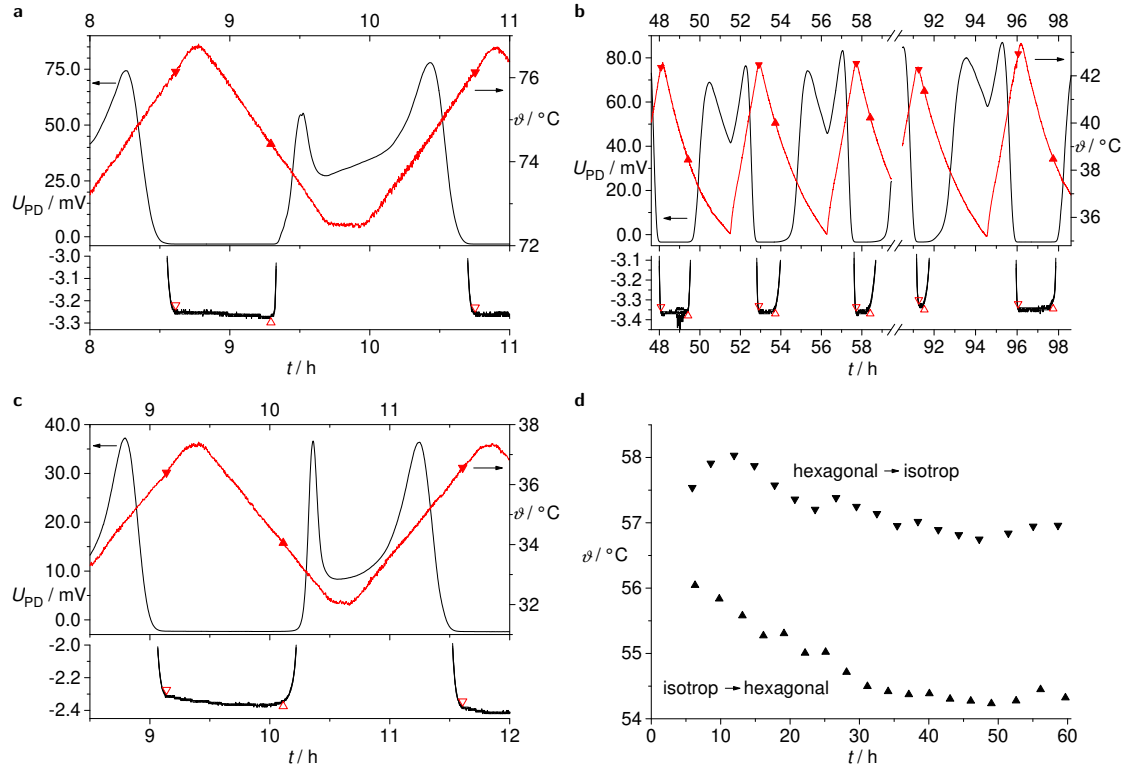 a
8 9 10 11
75.0
50.0
25.0
0.0
U_PD / mV
76
74
72
ϑ / °C
-3.0
-3.1
-3.2
-3.3
8 9 10 11
t / h
b
48 50 52 54 56 58 92 94 96 98
80.0
60.0
40.0
20.0
0.0
U_PD / mV
42
40
38
36
ϑ / °C
-3.1
-3.2
-3.3
-3.4
48 50 52 54 56 58 92 94 96 98
t / h
c
9 10 11
40.0
30.0
20.0
10.0
0.0
U_PD / mV
38
36
34
32
ϑ / °C
-2.0
-2.2
-2.4
9 10 11 12
t / h
d
58
57
56
55
54
ϑ / °C
hexagonal → isotrop
isotrop → hexagonal
0 10 20 30 40 50 60
t / h